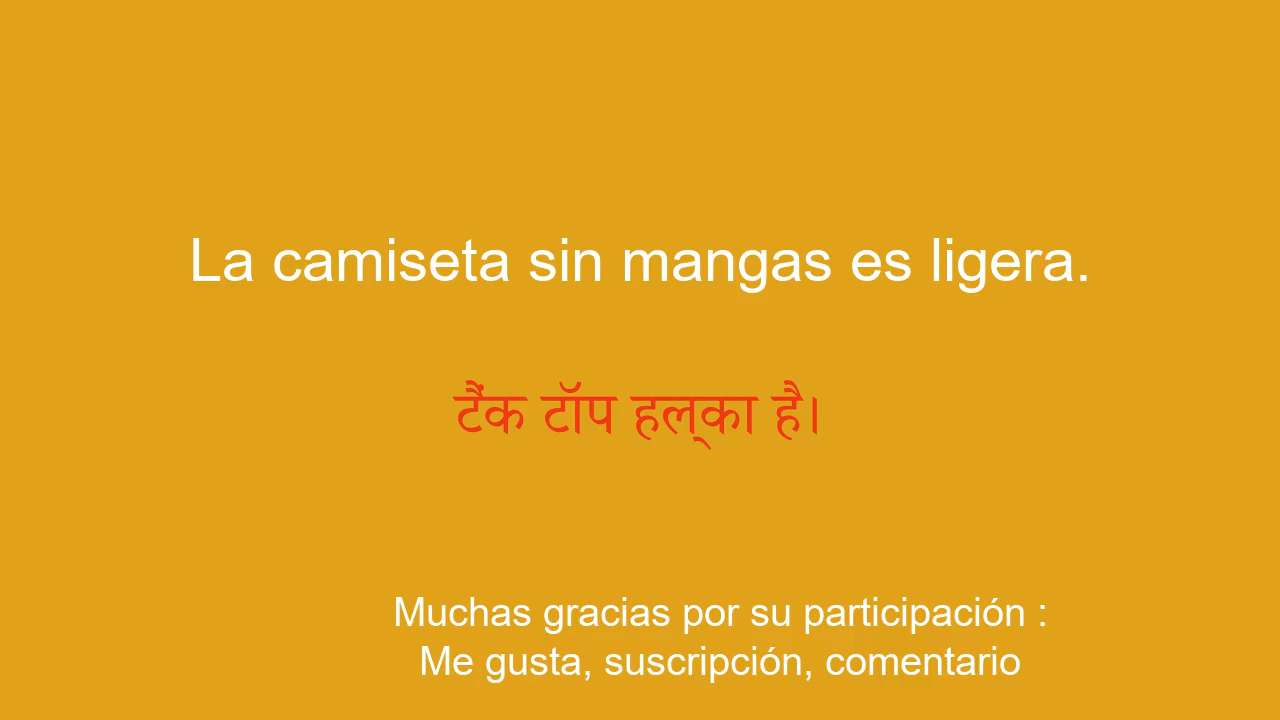 La camiseta sin mangas es ligera.
टैंक टॉप हल्का है।
Muchas gracias por su participación :
Me gusta, suscripción, comentario